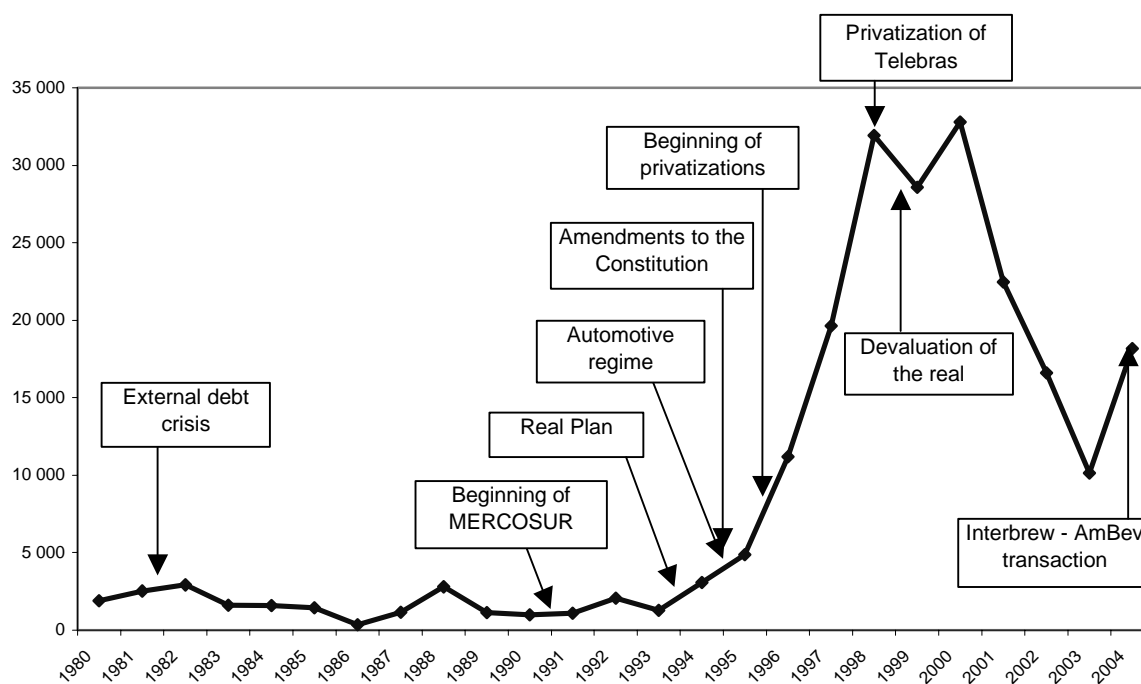 Privatization of
Telebras
35 000
30 000
25 000
20 000
15 000
10 000
5 000
0
Beginning of
privatizations
Amendments to the
Constitution
Automotive
regime
Devaluation of
the real
External debt
crisis
Real Plan
Beginning of
MERCOSUR
Interbrew - AmBev
transaction
1980
1981
1982
1983
1984
1985
1986
1987
1988
1989
1990
1991
1992
1993
1994
1995
1996
1997
1998
1999
2000
2001
2002
2003
2004